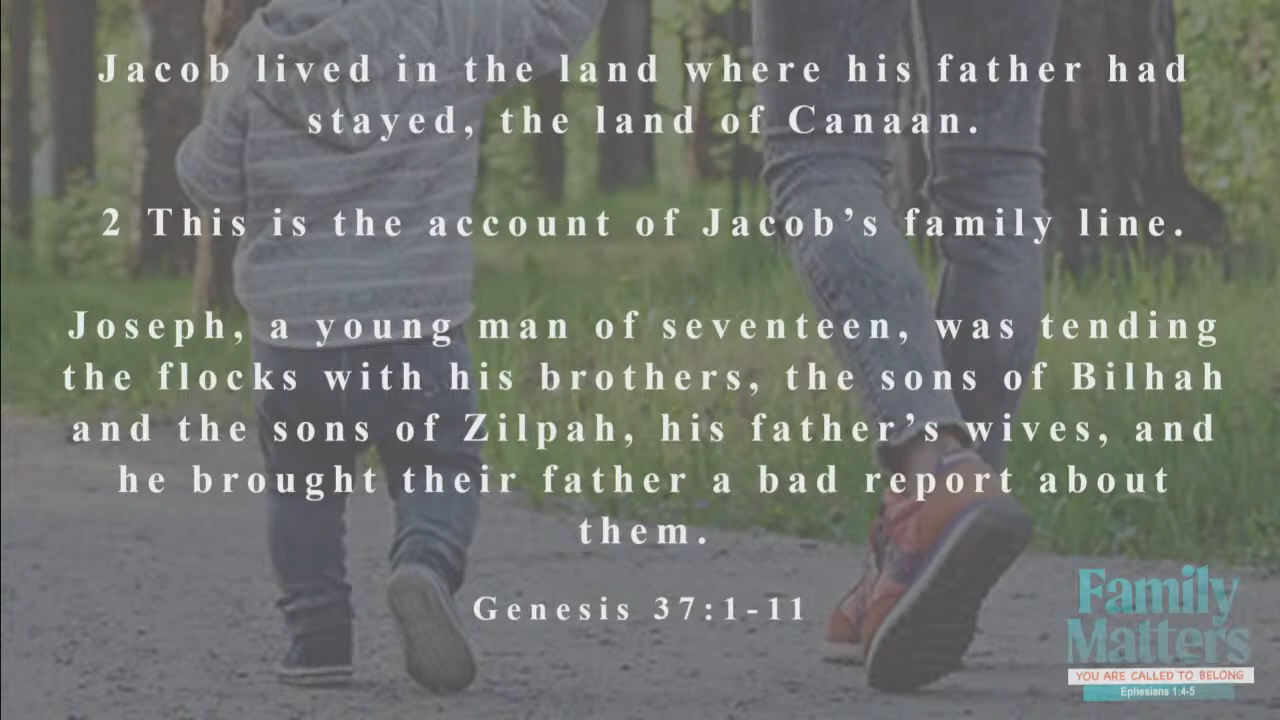 Jacob lived in the land where his father had
stayed, the land of Canaan.
2 This is the account of Jacob’s family line.
Joseph, a young man of seventeen, was tending
the flocks with his brothers, the sons of Bilhah
and the sons of Zilpah, his father’s wives, and
he brought their father a bad report about
them.
Genesis 37:1-11
Family
Matters
YOU ARE CALLED TO BELONG
Ephesians 1:4-5